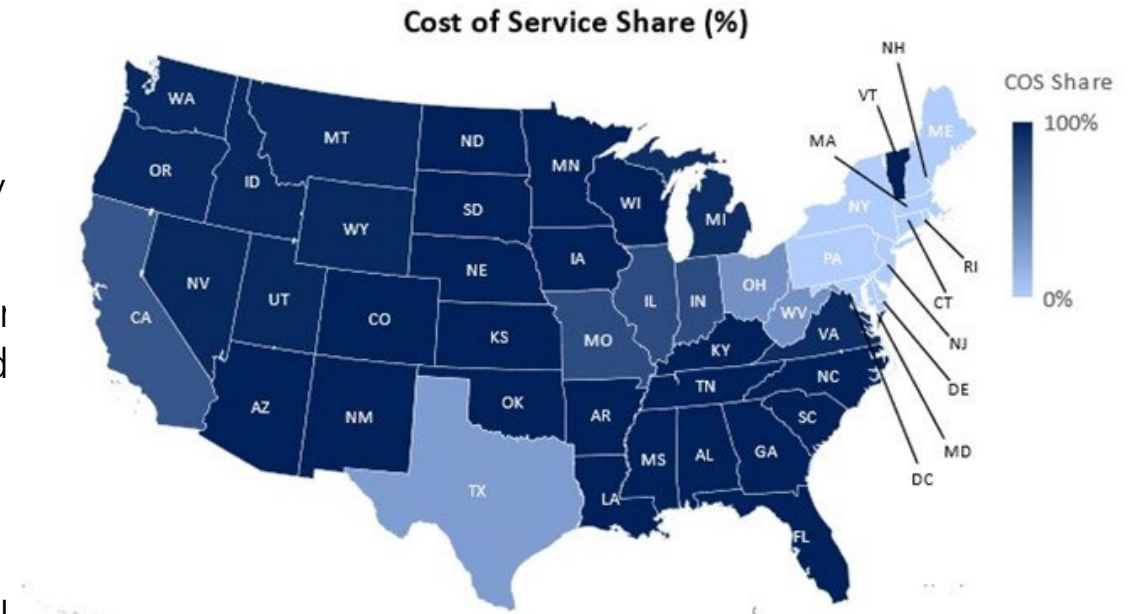 Cost of Service Share (%)
NH
COS Share
VT
100%
ME
WA
MT
ND
MN
MA
OR
ID
SD
WI
MI
NY
WY
IA
PA
RI
NE
NV
UT
CO
IL
IN
OH
WV
CT
0%
CA
KS
MO
KY
VA
NJ
TN
NC
DE
AZ
NM
OK
AR
SC
MS
AL
GA
MD
DC
TX
LA
FL